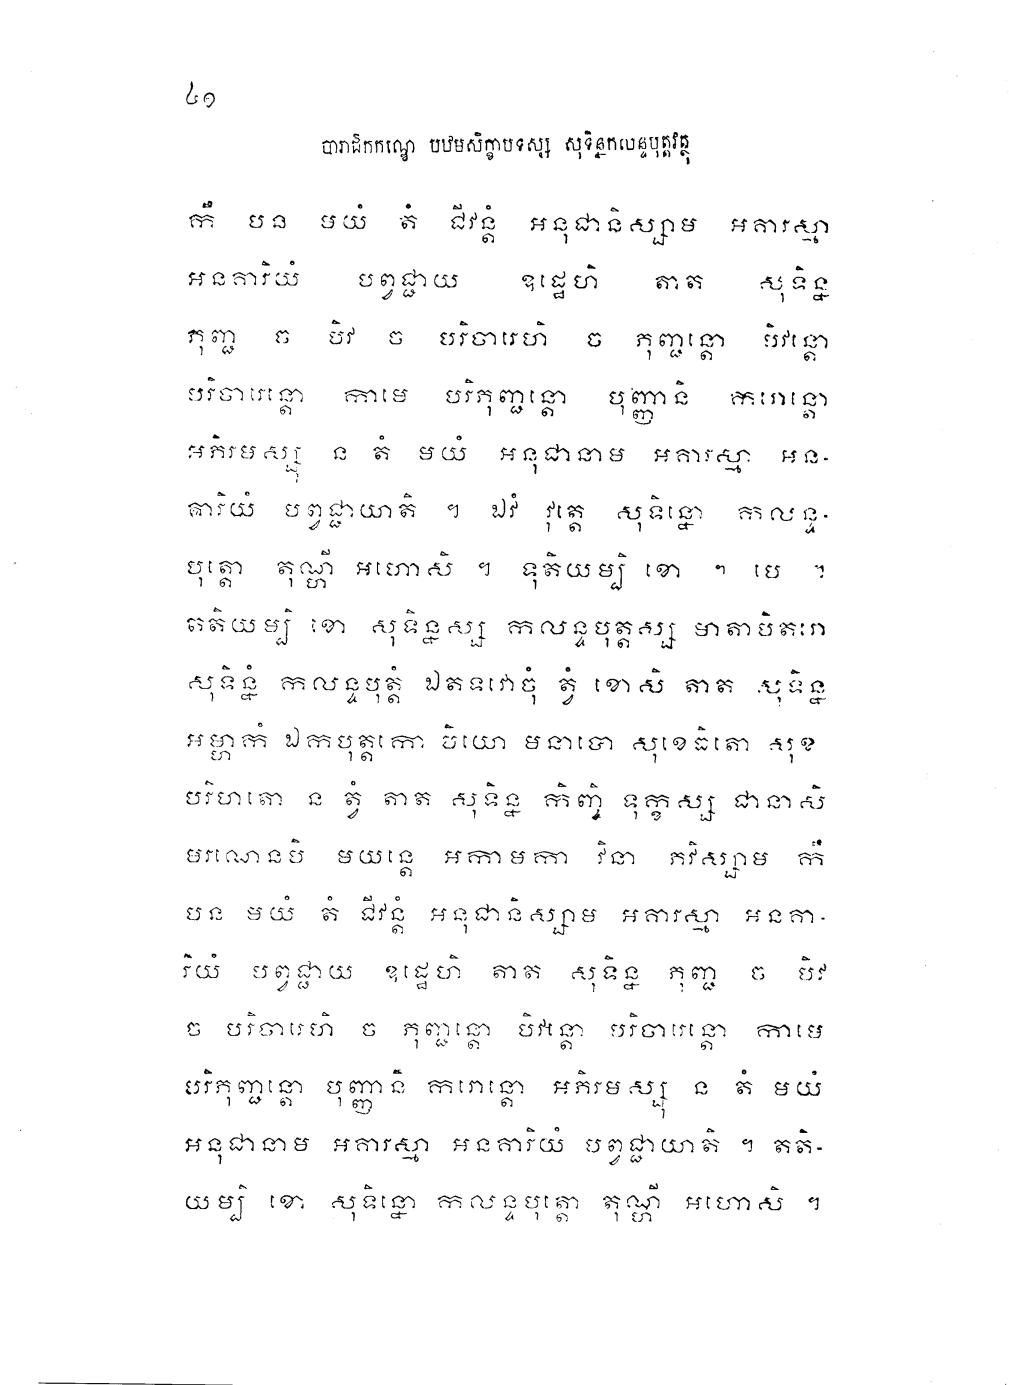 ៤១
បារាជិកកណ្ឌេ បឋមសិក្ខាបទស្ស សុទិន្នកលន្ទបុត្តវត្ថុ
កឹ បន មយំ តំ ជីវន្តំ អនុជានិស្សាម អគារស្មា
អនគារិយំ បព្វជ្ជាយ ឧដ្ឋេហិ តាត សុទិន្ន
ភុញ្ជ ច បិវ ច បរិចារេហិ ច ភុញ្ជន្តោ បិវន្តោ
បរិចារេន្តោ កាមេ បរិភុញ្ជន្តោ បុញ្ញានិ ករោន្តោ
អភិរមស្សុ ន តំ មយំ អនុជានាម អគារស្មា អន-
គារិយំ បព្វជ្ជាយាតិ ។ ឯវំ វុត្តេ សុទិន្នោ កលន្ទ-
បុត្តោ តុណ្ហី អហោសិ ។ ទុតិយម្បិ ខោ ។ បេ ។
តតិយម្បិ ខោ សុទិន្នស្ស កលន្ទបុត្តស្ស មាតាបិតរោ
សុទិន្នំ កលន្ទបុត្តំ ឯតទវោចុំ ត្វំ ខោសិ តាត សុទិន្ន
អម្ហាកំ ឯកបុត្តកោ បិយោ មនាបោ សុខេធិតោ សុខ
បរិហតោ ន ត្វំ តាត សុទិន្ន កិញ្ចិ ទុក្ខស្ស ជានាសិ
មរណេនបិ មយន្តេ អកាមកា វិនា ភវិស្សាម កឹ
បន មយំ តំ ជីវន្តំ អនុជានិស្សាម អគារស្មា អនគា-
រិយំ បព្វជ្ជាយ ឧដ្ឋេហិ តាត សុទិន្ន ភុញ្ជ ច បិវ
ច បរិចារេហិ ច ភុញ្ជន្តោ បិវន្តោ បរិចារេន្តោ កាមេ
បរិភុញ្ជន្តោ បុញ្ញានិ ករោន្តោ អភិរមស្សុ ន តំ មយំ
អនុជានាម អគារស្មា អនគារិយំ បព្វជ្ជាយាតិ ។ តតិ-
យម្បិ ខោ សុទិន្នោ កលន្ទបុត្តោ តុណ្ហី អហោសិ ។